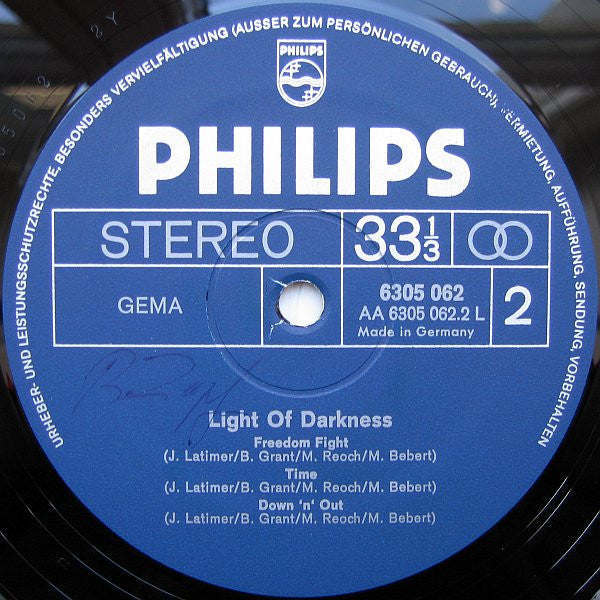 URHEBER- UND LEISTUNGSSCHUTZRECHTE, BESONDERS VERVIELFÄLTIGUNG (AUSSER ZUM PERSÖNLICHEN GEBRAUCH), VERMIETUNG, AUFFÜHRUNG, SENDUNG, VORBEHALTEN
PHILIPS
PHILIPS
STEREO
33 1/3
GEMA
6305 062
AA 6305 062.2 L
Made in Germany
2
Light Of Darkness
Freedom Fight
(J. Latimer/B. Grant/M. Reoch/M. Bebert)
Time
(J. Latimer/B. Grant/M. Reoch/M. Bebert)
Down 'n' Out
(J. Latimer/B. Grant/M. Reoch/M. Bebert)